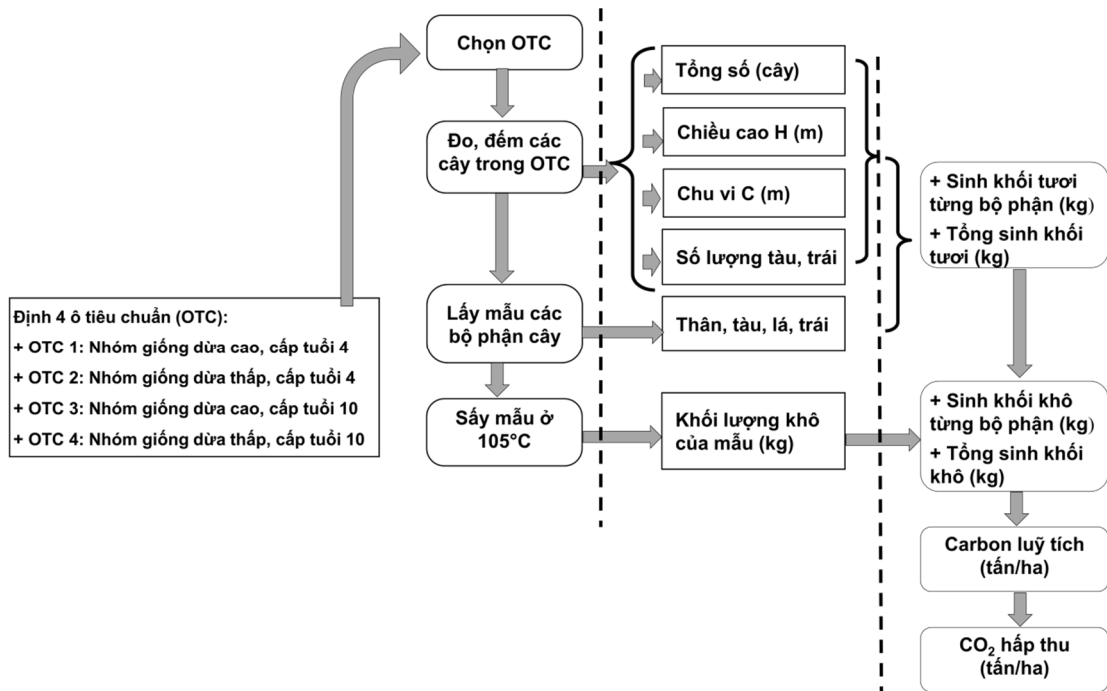 Định 4 ô tiêu chuẩn (OTC):
+ OTC 1: Nhóm giống dừa cao, cấp tuổi 4
+ OTC 2: Nhóm giống dừa thấp, cấp tuổi 4
+ OTC 3: Nhóm giống dừa cao, cấp tuổi 10
+ OTC 4: Nhóm giống dừa thấp, cấp tuổi 10
Chọn OTC
Đo, đếm các
cây trong OTC
Lấy mẫu các
bộ phận cây
Sấy mẫu ở
105°C
Tổng số (cây)
Chiều cao H (m)
Chu vi C (m)
Số lượng tàu, trái
Thân, tàu, lá, trái
Khối lượng khô
của mẫu (kg)
+ Sinh khối tươi
từng bộ phận (kg)
+ Tổng sinh khối
tươi (kg)
+ Sinh khối khô
từng bộ phận (kg)
+ Tổng sinh khối
khô (kg)
Carbon luỹ tích
(tấn/ha)
CO₂ hấp thu
(tấn/ha)